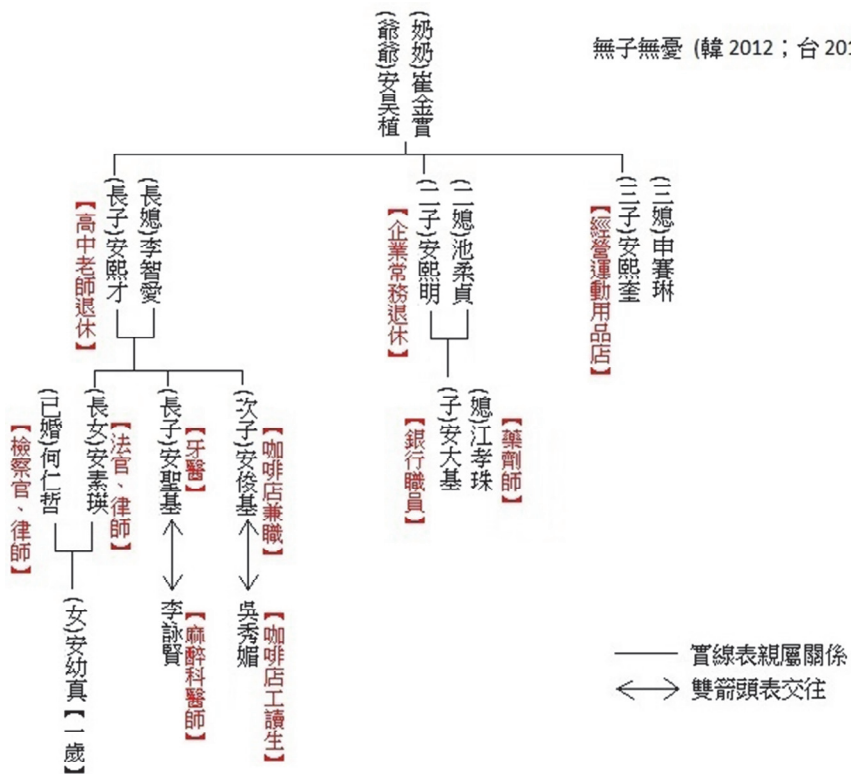 無子無憂 (韓 2012；台 201
(奶奶)崔金實
(爺爺)安昊植
(長媳)李智愛
(長子)安熙才
【高中老師退休】
(二媳)池柔貞
(二子)安熙明
【企業常務退休】
(三媳)申賽琳
(三子)安熙奎
【經營運動用品店】
(已婚)何仁哲
【檢察官、律師】
(長女)安素瑛
【法官、律師】
(長子)安聖基
【牙醫】
(次子)安俊基
【咖啡店兼職】
(子)安大基
【銀行職員】
(媳)江孝珠
【藥劑師】
(女)安幼真【一歲】
李詠賢
【麻醉科醫師】
吳秀媚
【咖啡店工讀生】
實線表親屬關係
雙箭頭表交往